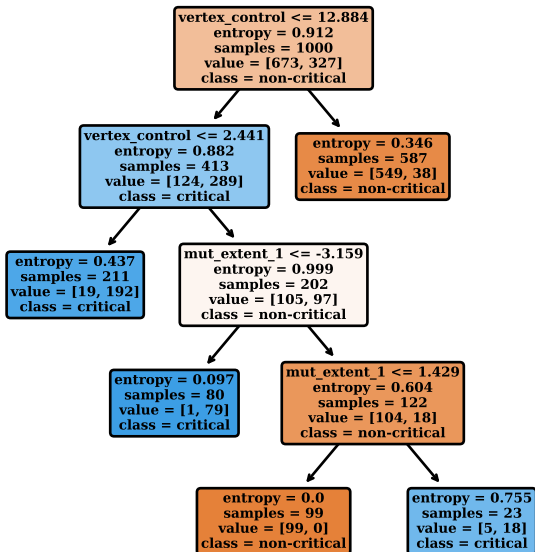 vertex_control <= 12.884
entropy = 0.912
samples = 1000
value = [673, 327]
class = non-critical
vertex_control <= 2.441
entropy = 0.882
samples = 413
value = [124, 289]
class = critical
entropy = 0.346
samples = 587
value = [549, 38]
class = non-critical
entropy = 0.437
samples = 211
value = [19, 192]
class = critical
mut_extent_1 <= -3.159
entropy = 0.999
samples = 202
value = [105, 97]
class = non-critical
entropy = 0.097
samples = 80
value = [1, 79]
class = critical
mut_extent_1 <= 1.429
entropy = 0.604
samples = 122
value = [104, 18]
class = non-critical
entropy = 0.0
samples = 99
value = [99, 0]
class = non-critical
entropy = 0.755
samples = 23
value = [5, 18]
class = critical